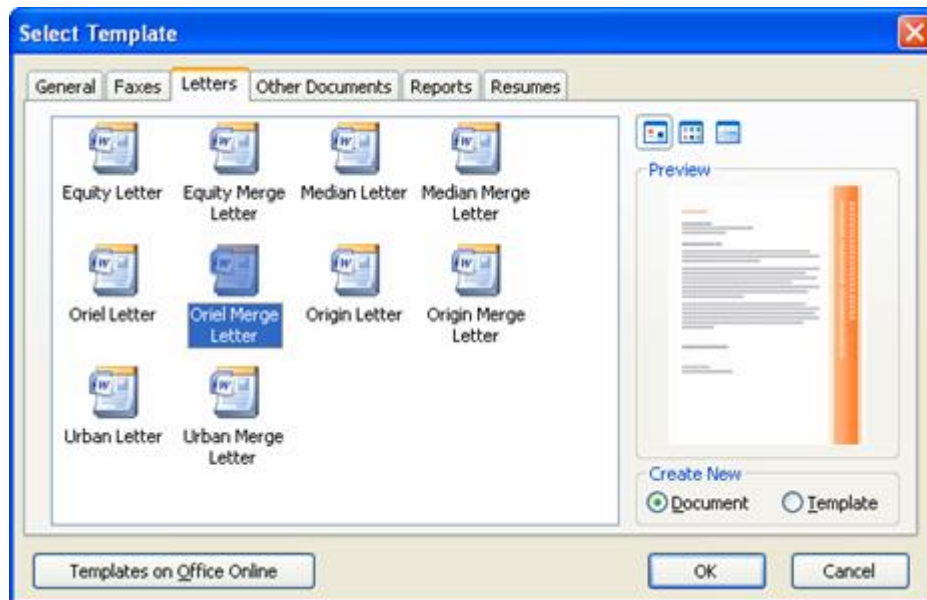 Select Template
General Faxes Letters Other Documents Reports Resumes
Equity Letter Equity Merge Letter Median Letter Median Merge Letter
Oriel Letter Oriel Merge Letter Origin Letter Origin Merge Letter
Urban Letter Urban Merge Letter
Preview
Create New
Document Template
Templates on Office Online OK Cancel